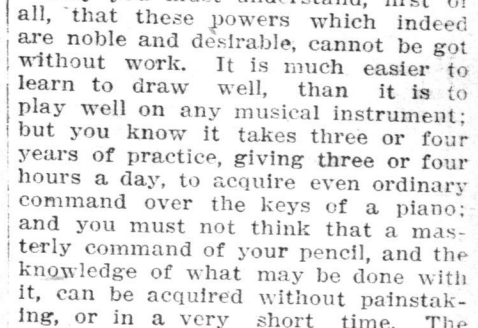 must understand, first of
all, that these powers which indeed
are noble and desirable, cannot be got
without work. It is much easier to
learn to draw well, than it is to
play well on any musical instrument;
but you know it takes three or four
years of practice, giving three or four
hours a day, to acquire even ordinary
command over the keys of a piano;
and you must not think that a mas-
terly command of your pencil, and the
knowledge of what may be done with
it, can be acquired without painstak-
ing, or in a very short time. The